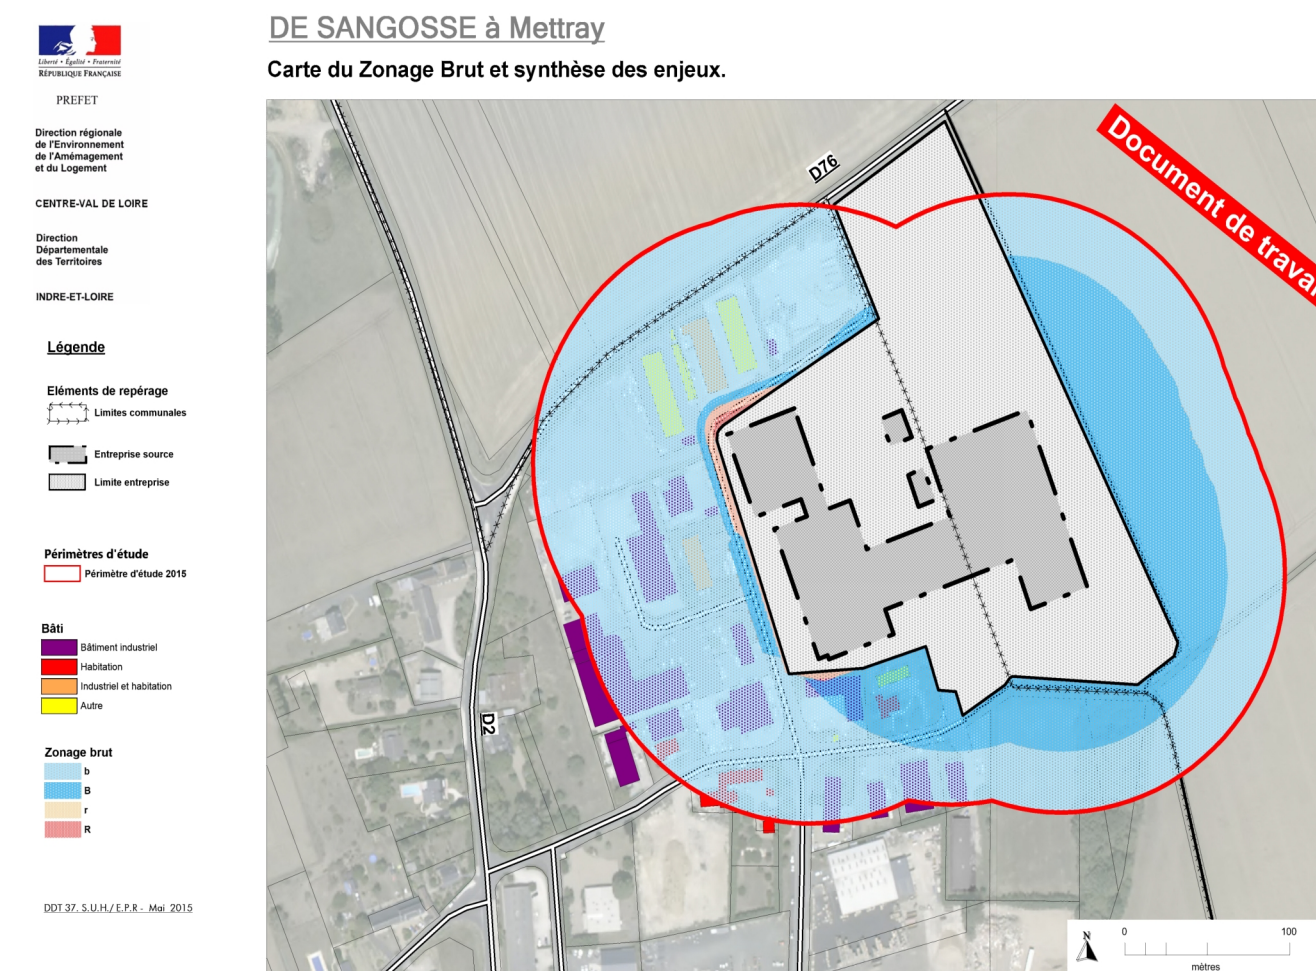 DE SANGOSSE à Mettray
Carte du Zonage Brut et synthèse des enjeux.
Liberté • Égalité • Fraternité
RÉPUBLIQUE FRANÇAISE
PREFET
Direction régionale
de l'Environnement
de l'Aménagement
et du Logement
CENTRE-VAL DE LOIRE
Direction
Départementale
des Territoires
INDRE-ET-LOIRE
Légende
Eléments de repérage
Limites communales
Entreprise source
Limite entreprise
Périmètres d'étude
Périmètre d'étude 2015
Bâti
Bâtiment industriel
Habitation
Industriel et habitation
Autre
Zonage brut
b
B
r
R
DDT 37. S.U.H./ E.P.R - Mai 2015
D76
Document de travai
D2
N
0 100
mètres